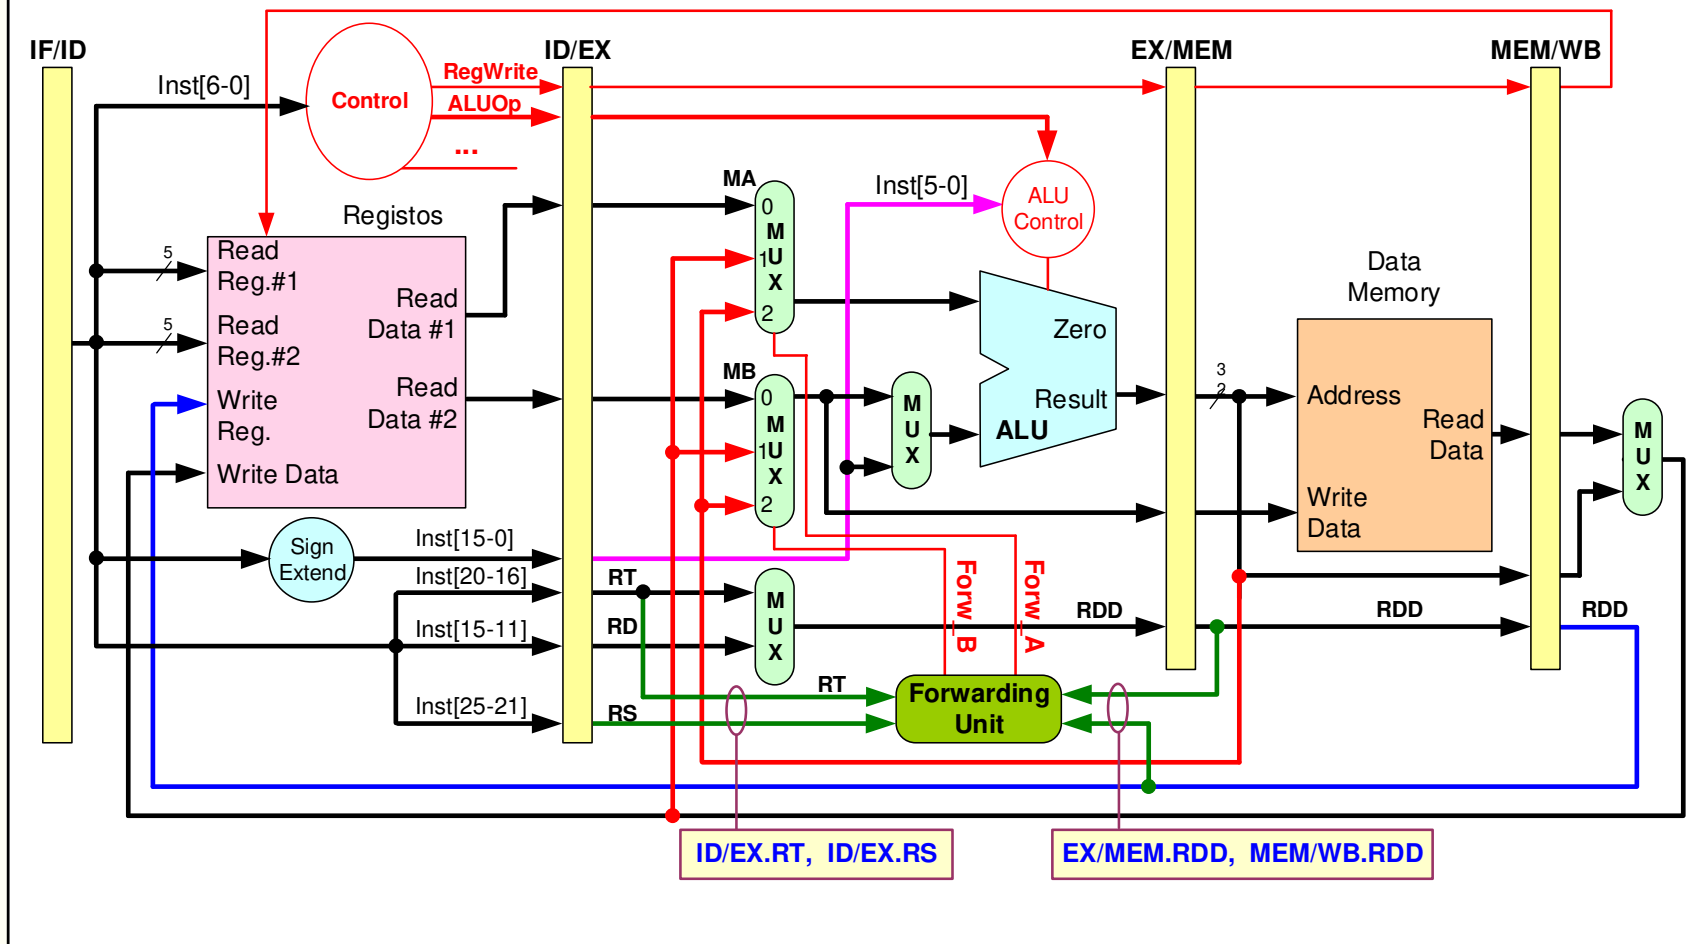 IF/ID
ID/EX
EX/MEM
MEM/WB
Inst[6-0]
Control
RegWrite
ALUOp
...
MA
0
M
U
X
1
2
Inst[5-0]
ALU
Control
Registos
Read
Reg.#1
5
Read
Reg.#2
5
Write
Reg.
Write Data
Read
Data #1
Read
Data #2
MB
0
M
U
X
1
2
M
U
X
Zero
Result
ALU
Data
Memory
3
2
Address
Read
Data
Write
Data
M
U
X
Sign
Extend
Inst[15-0]
Inst[20-16]
Inst[15-11]
Inst[25-21]
RT
RD
RS
M
U
X
RT
Forw_B
Forw_A
RDD
RDD
RDD
Forwarding
Unit
ID/EX.RT, ID/EX.RS
EX/MEM.RDD, MEM/WB.RDD